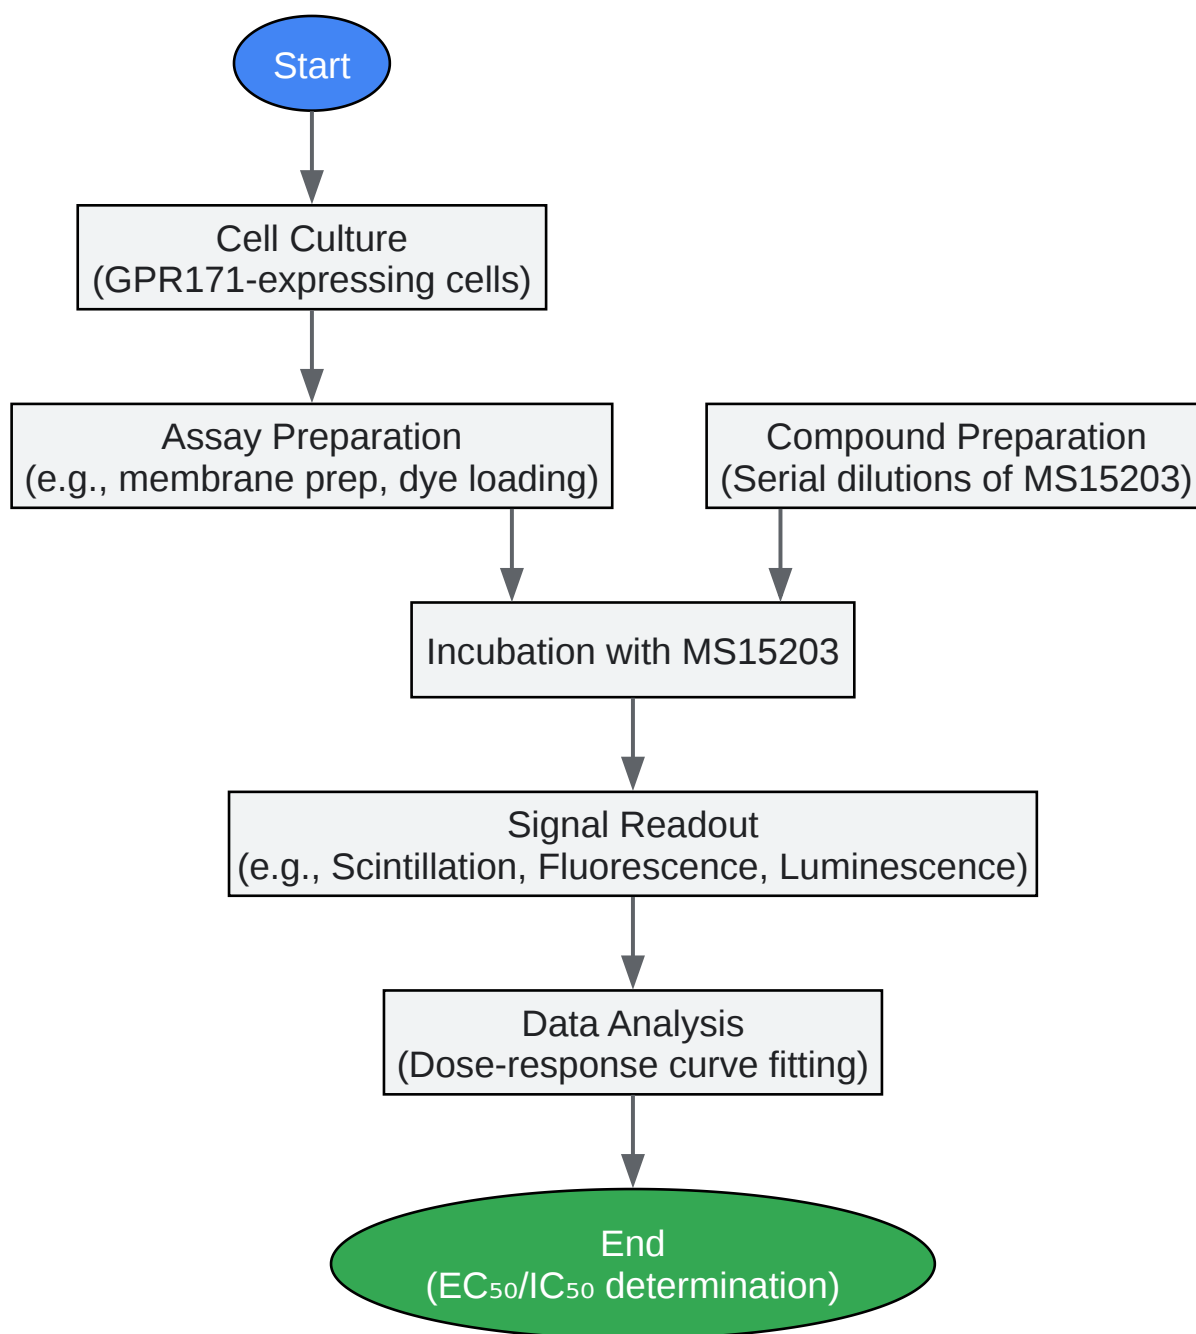 Start
Cell Culture
(GPR171-expressing cells)
Assay Preparation
(e.g., membrane prep, dye loading)
Compound Preparation
(Serial dilutions of MS15203)
Incubation with MS15203
Signal Readout
(e.g., Scintillation, Fluorescence, Luminescence)
Data Analysis
(Dose-response curve fitting)
End
(EC₅₀/IC₅₀ determination)